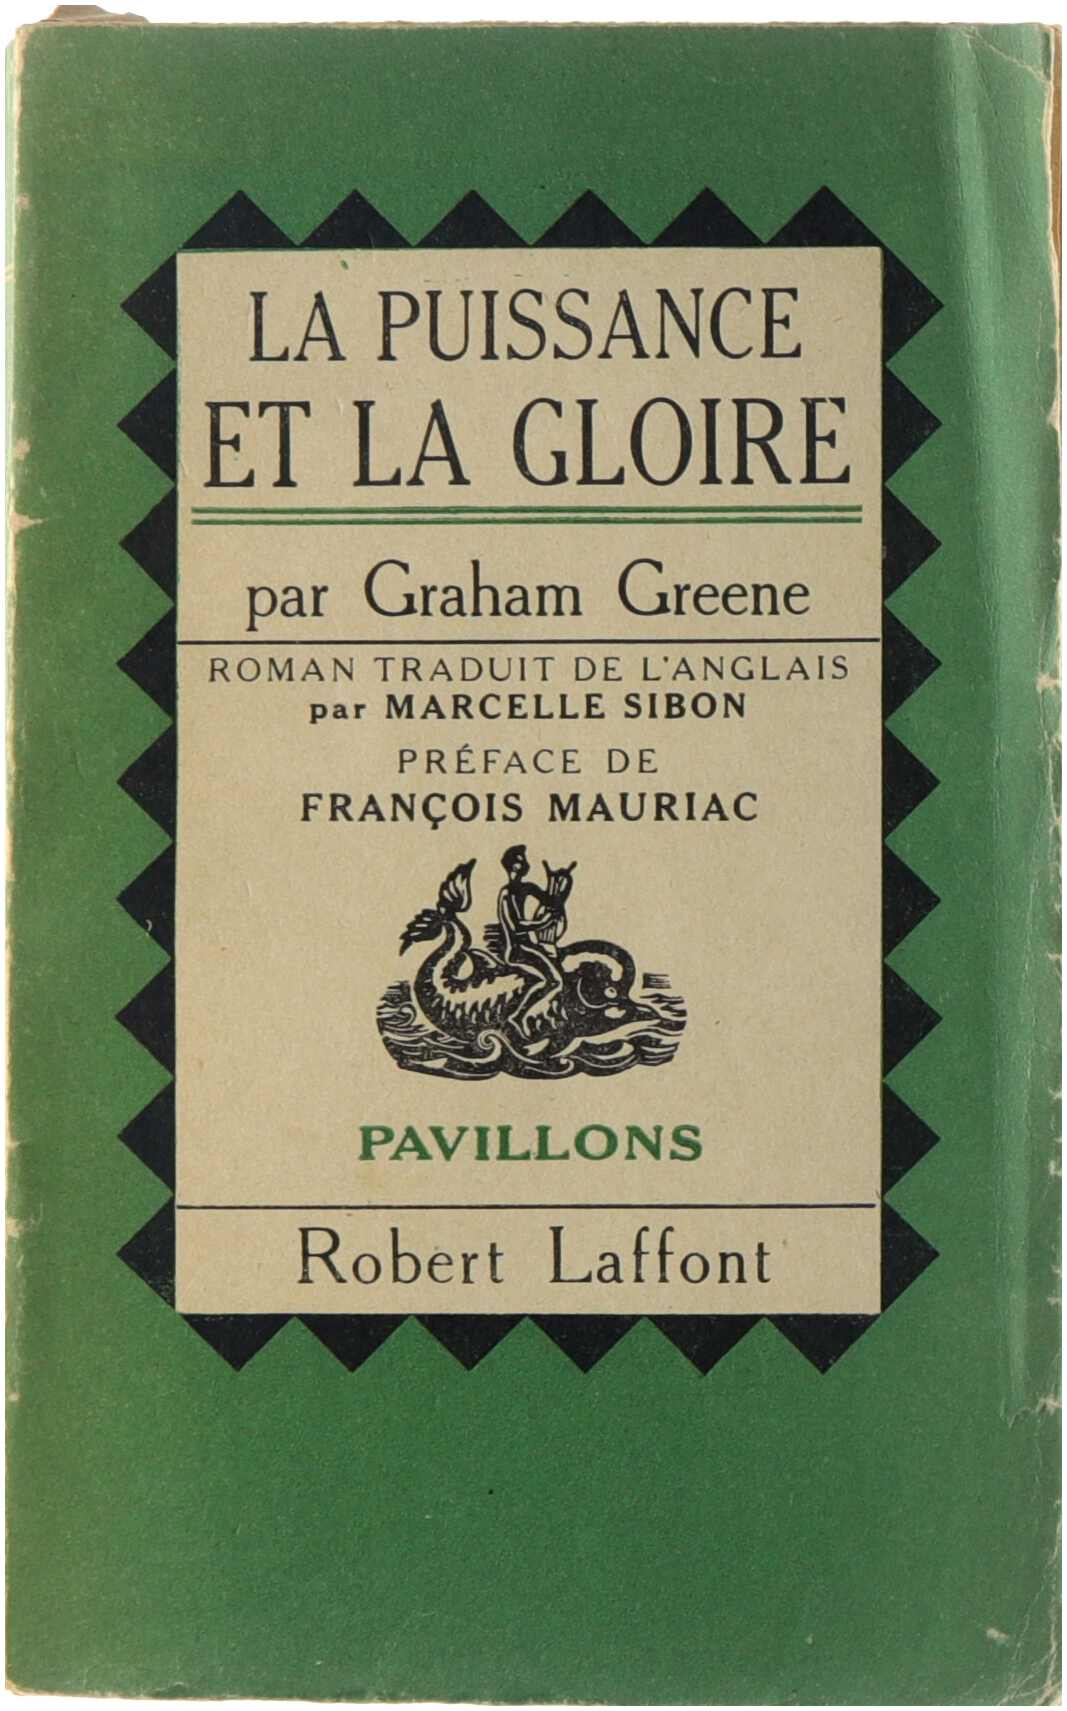 LA PUISSANCE
ET LA GLOIRE
par Graham Greene
ROMAN TRADUIT DE L'ANGLAIS
par MARCELLE SIBON
PRÉFACE DE
FRANÇOIS MAURIAC
PAVILLONS
Robert Laffont